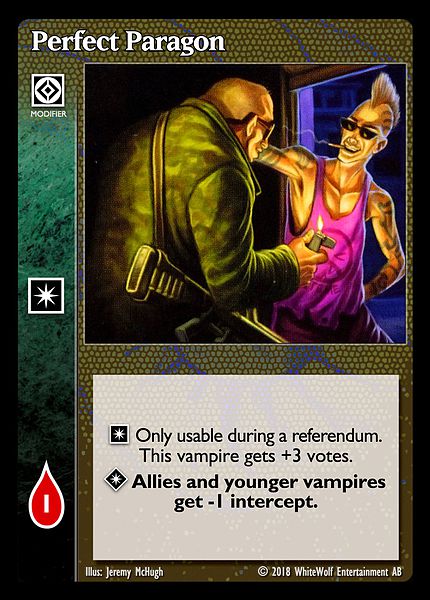 Perfect Paragon
MODIFIER
Only usable during a referendum.
This vampire gets +3 votes.
Allies and younger vampires
get -1 intercept.
1
Illus: Jeremy McHugh © 2018 WhiteWolf Entertainment AB